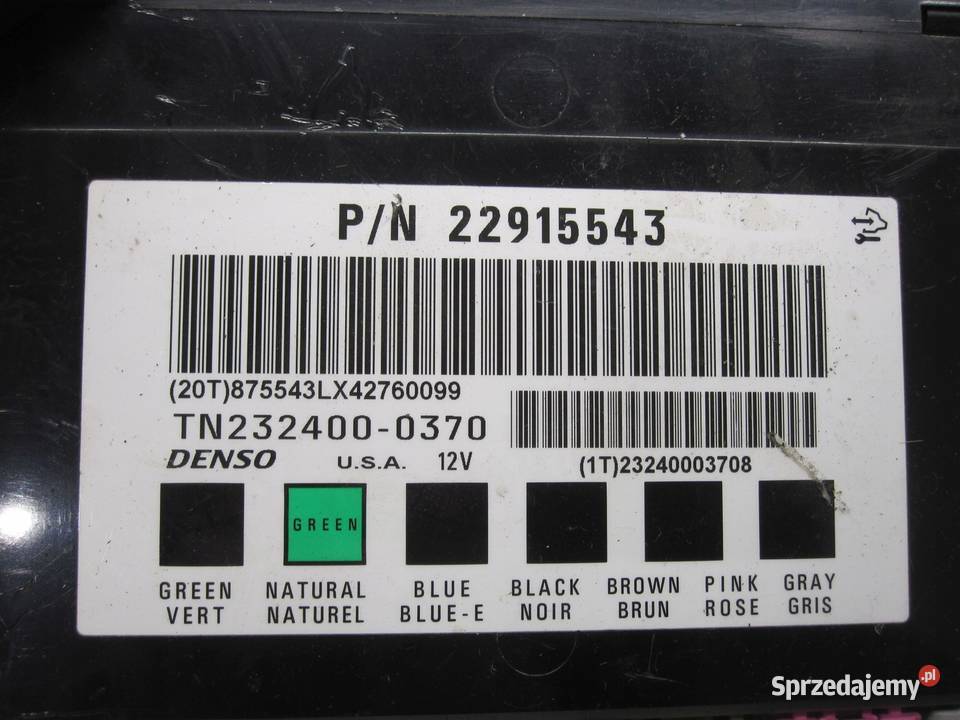 P/N 22915543
(20T)875543LX42760099
TN232400-0370
DENSO U.S.A. 12V
(1T)23240003708
GREEN
GREEN NATURAL BLUE BLACK BROWN PINK GRAY
VERT NATUREL BLUE-E NOIR BRUN ROSE GRIS
Sprzedajemy.pl